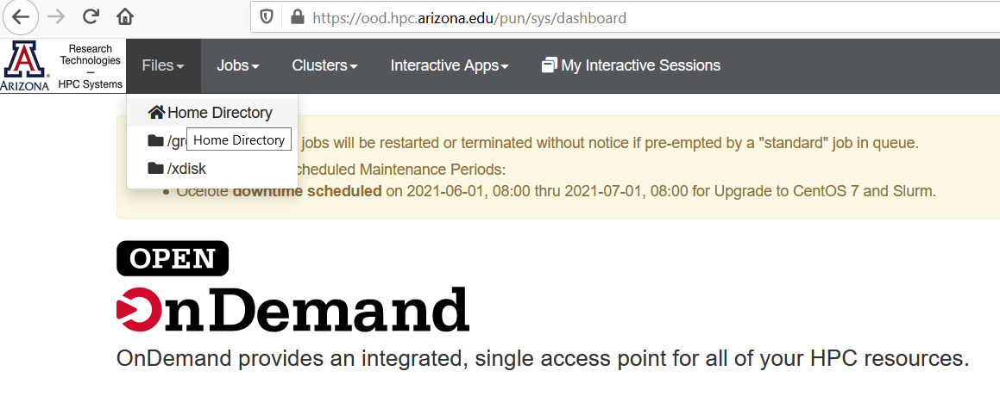 https://ood.hpc.arizona.edu/pun/sys/dashboard
A
ARIZONA
Research
Technologies
—
HPC Systems
Files
Jobs
Clusters
Interactive Apps
My Interactive Sessions
Home Directory
/gr
Home Directory
/xdisk
jobs will be restarted or terminated without notice if pre-empted by a "standard" job in queue.
cheduled Maintenance Periods:
Ocelote downtime scheduled on 2021-06-01, 08:00 thru 2021-07-01, 08:00 for Upgrade to CentOS 7 and Slurm.
OPEN
OnDemand
OnDemand provides an integrated, single access point for all of your HPC resources.